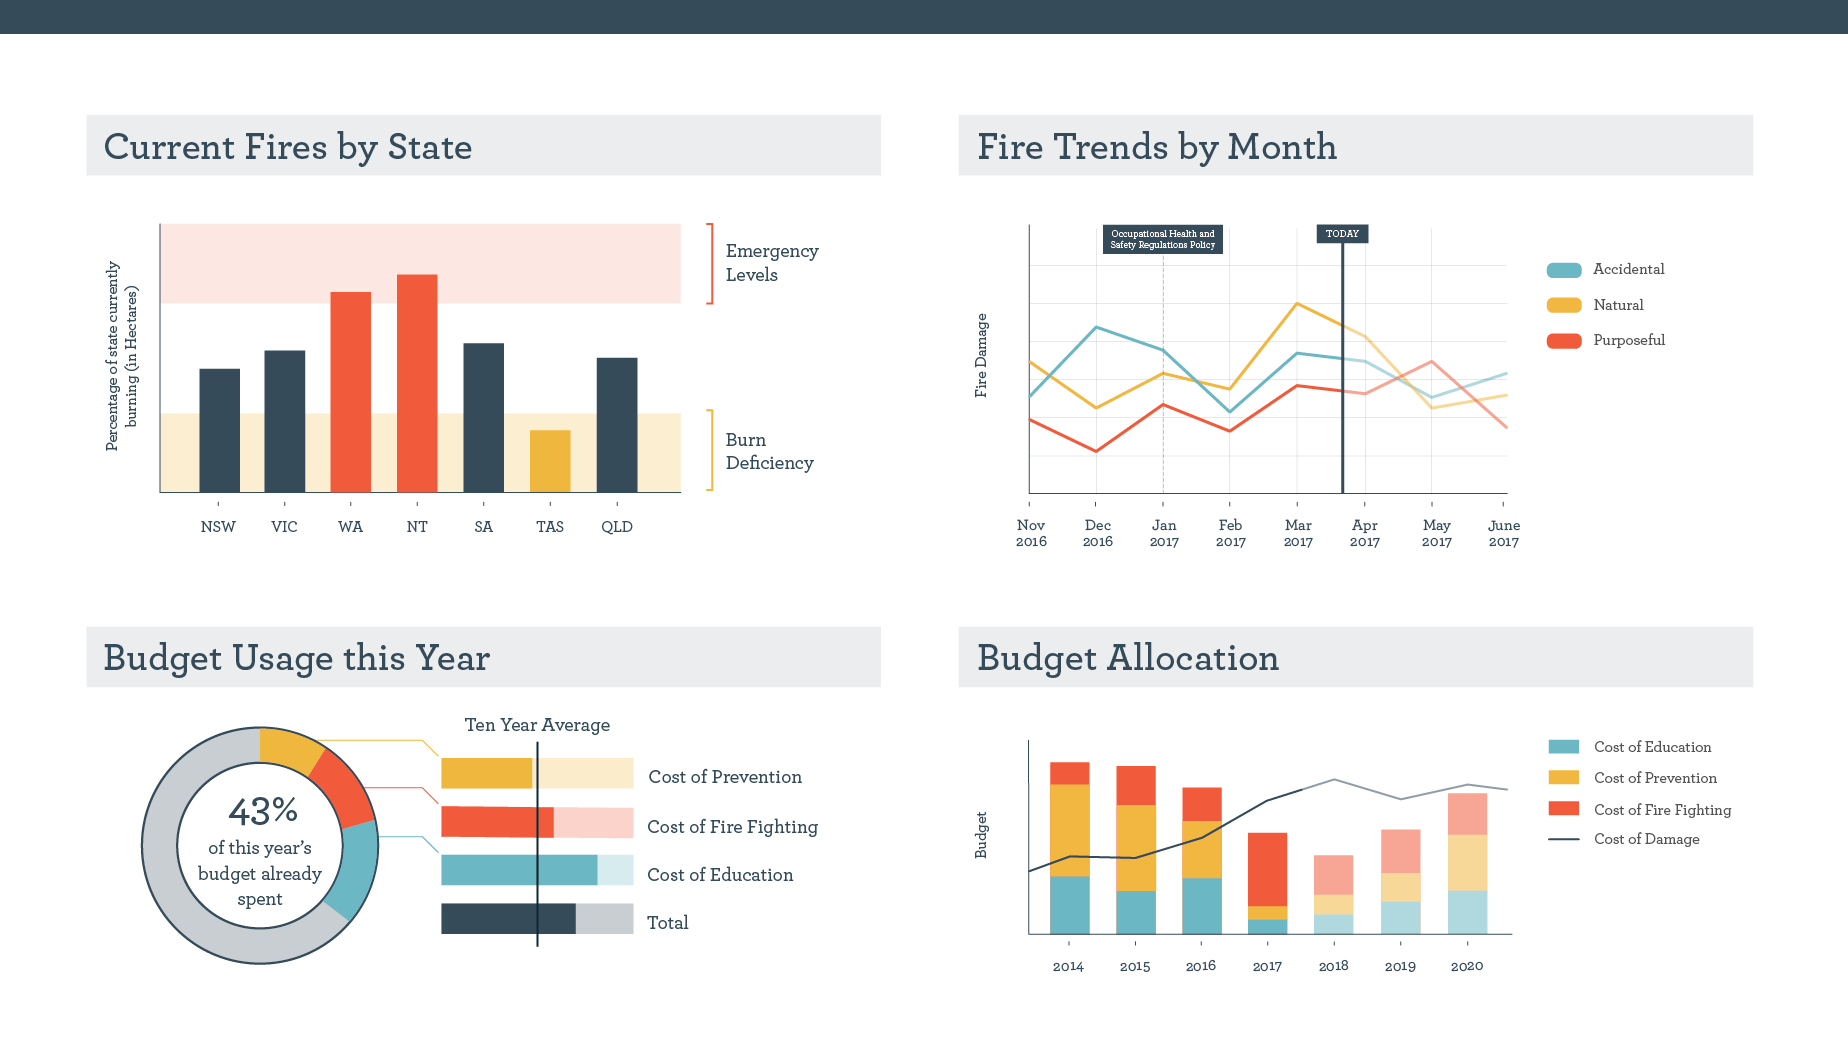 Current Fires by State
Percentage of state currently
burning (in Hectares)
Emergency
Levels
Burn
Deficiency
NSW
VIC
WA
NT
SA
TAS
QLD
Fire Trends by Month
Fire Damage
Occupational Health and
Safety Regulations Policy
TODAY
Accidental
Natural
Purposeful
Nov
2016
Dec
2016
Jan
2017
Feb
2017
Mar
2017
Apr
2017
May
2017
June
2017
Budget Usage this Year
43%
of this year's
budget already
spent
Ten Year Average
Cost of Prevention
Cost of Fire Fighting
Cost of Education
Total
Budget Allocation
Budget
Cost of Education
Cost of Prevention
Cost of Fire Fighting
Cost of Damage
2014
2015
2016
2017
2018
2019
2020